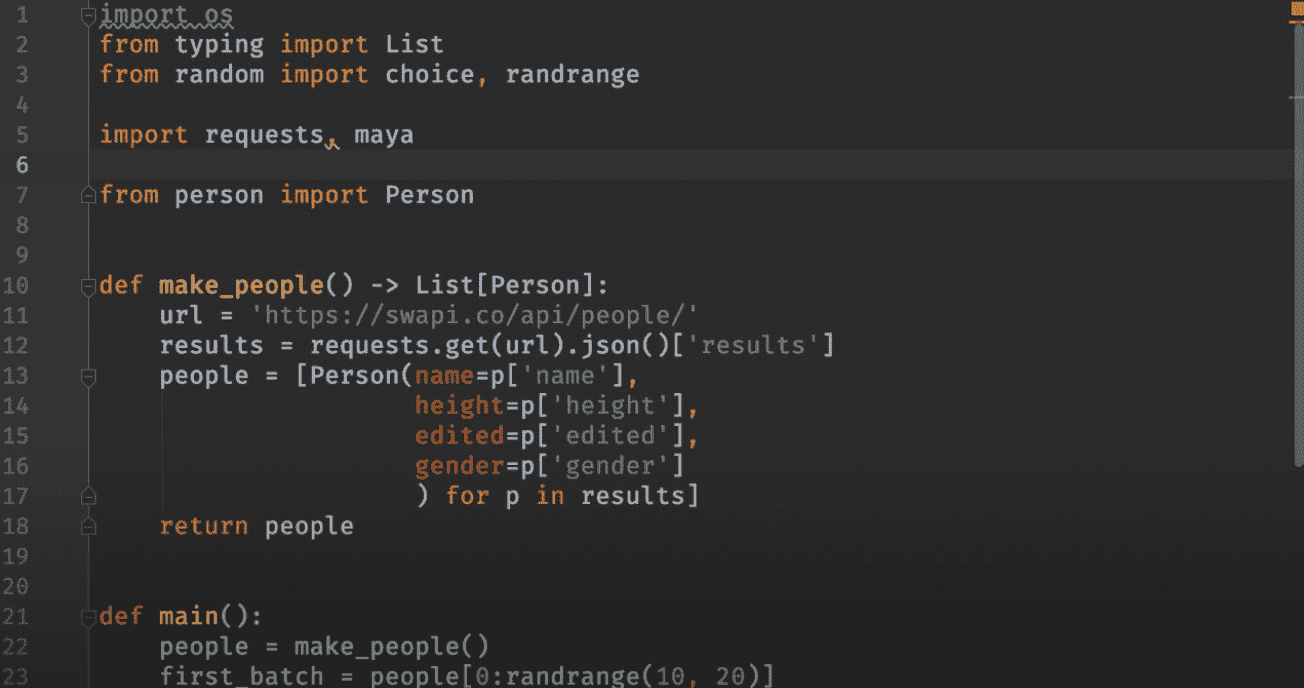 1 import os
2 from typing import List
3 from random import choice, randrange
4
5 import requests, maya
6
7 from person import Person
8
9
10 def make_people() -> List[Person]:
11     url = 'https://swapi.co/api/people/'
12     results = requests.get(url).json()['results']
13     people = [Person(name=p['name'],
14                      height=p['height'],
15                      edited=p['edited'],
16                      gender=p['gender']
17                      ) for p in results]
18     return people
19
20
21 def main():
22     people = make_people()
23     first_batch = people[0:randrange(10, 20)]